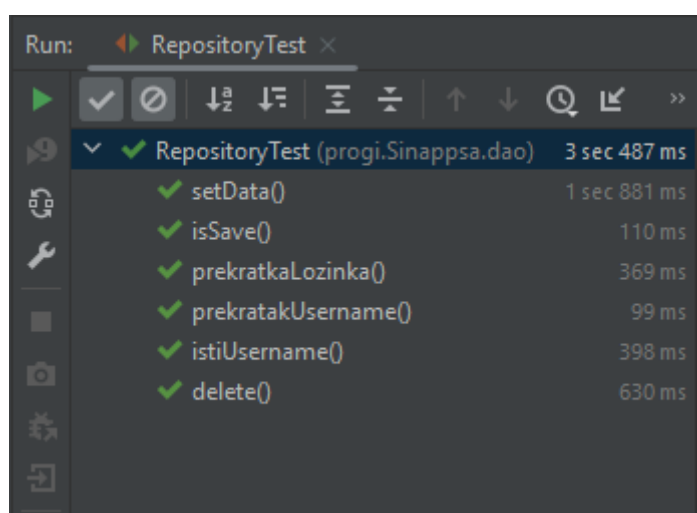 Run: RepositoryTest
RepositoryTest (progi.Sinappsa.dao) 3 sec 487 ms
setData() 1 sec 881 ms
isSave() 110 ms
prekratkaLozinka() 369 ms
prekratakUsername() 99 ms
istiUsername() 398 ms
delete() 630 ms